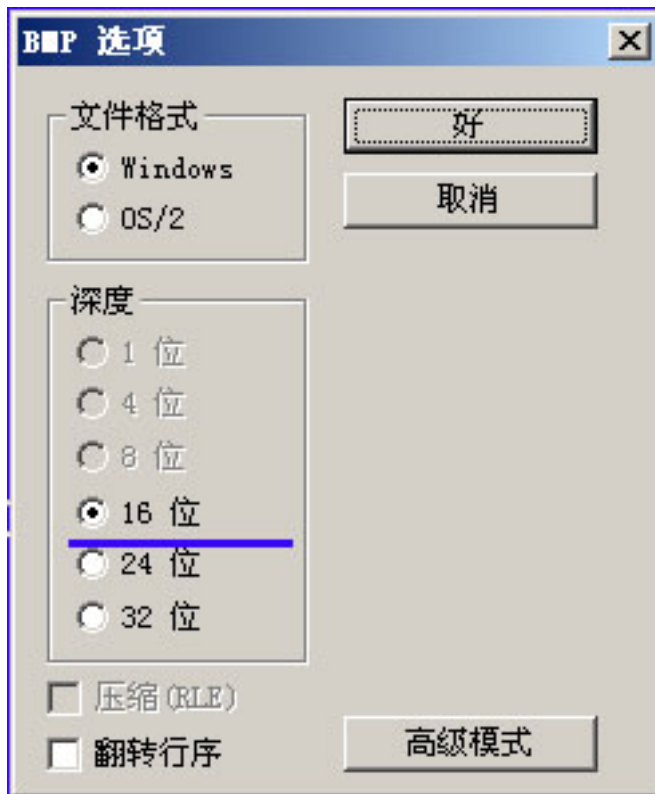 BMP 选项
文件格式
Windows
OS/2
好
取消
深度
1 位
4 位
8 位
16 位
24 位
32 位
压缩(RLE)
翻转行序
高级模式